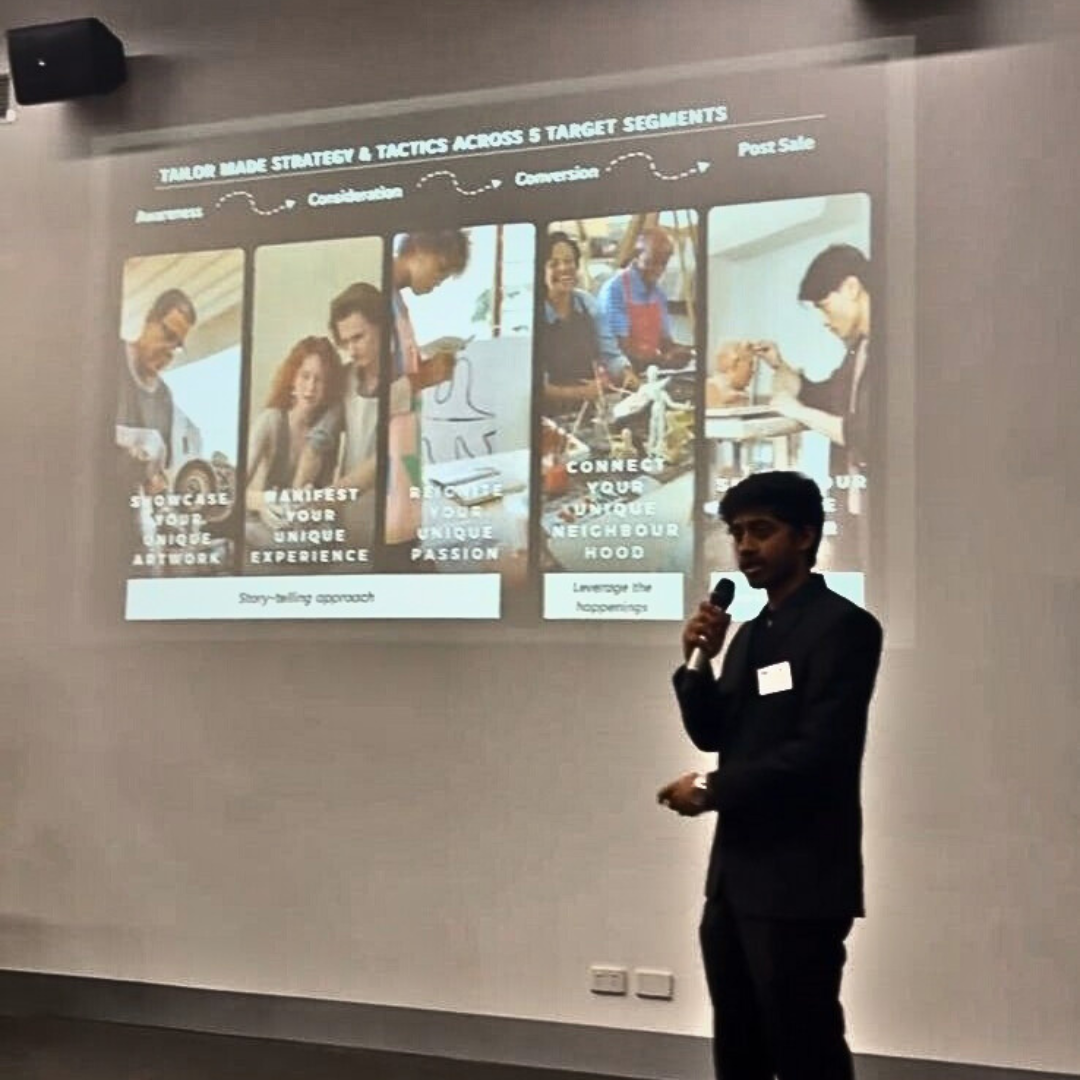 TAILOR MADE STRATEGY & TACTICS ACROSS 5 TARGET SEGMENTS
Awareness
Consideration
Conversion
Post Sale
SHOWCASE
YOUR
UNIQUE
ARTWORK
MANIFEST
YOUR
UNIQUE
EXPERIENCE
REIGNITE
YOUR
UNIQUE
PASSION
CONNECT
YOUR
UNIQUE
NEIGHBOUR
HOOD
Story-telling approach
Leverage the
happenings